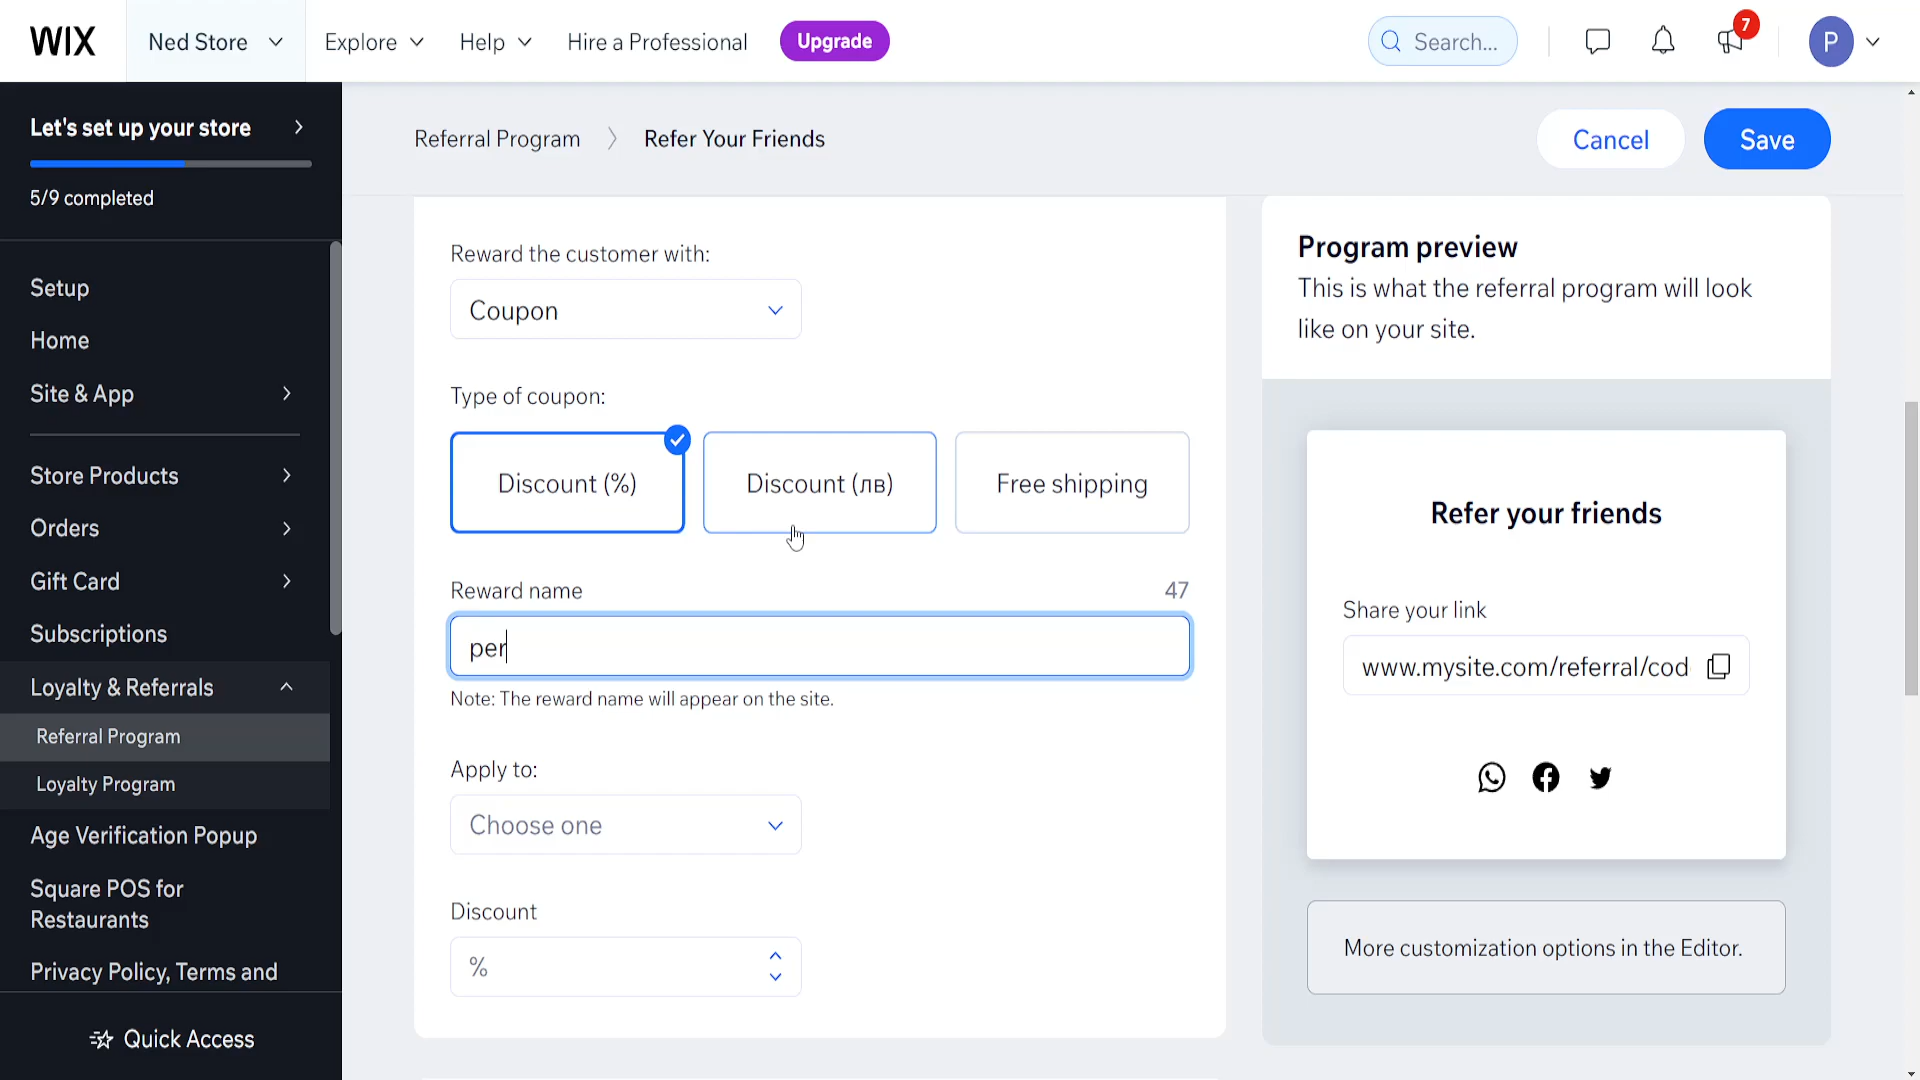 WIX
Ned Store
Explore
Help
Hire a Professional
Upgrade
Search...
7
P
Let's set up your store
5/9 completed
Setup
Home
Site & App
Store Products
Orders
Gift Card
Subscriptions
Loyalty & Referrals
Referral Program
Loyalty Program
Age Verification Popup
Square POS for
Restaurants
Privacy Policy, Terms and
Quick Access
Referral Program
Refer Your Friends
Cancel
Save
Reward the customer with:
Coupon
Type of coupon:
Discount (%)
Discount (лв)
Free shipping
Reward name
47
per
Note: The reward name will appear on the site.
Apply to:
Choose one
Discount
%
Program preview
This is what the referral program will look
like on your site.
Refer your friends
Share your link
www.mysite.com/referral/cod
More customization options in the Editor.